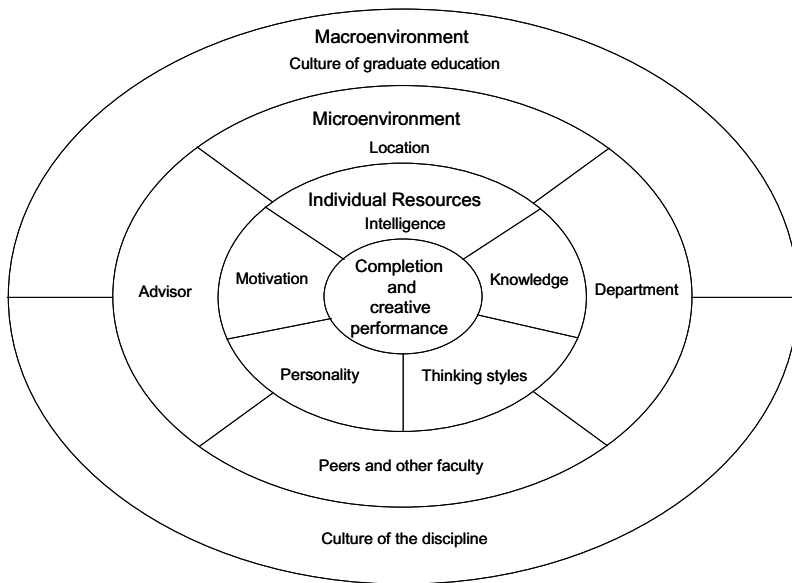 Macroenvironment
Culture of graduate education
Microenvironment
Location
Individual Resources
Intelligence
Motivation
Completion
and
creative
performance
Knowledge
Advisor
Department
Personality
Thinking styles
Peers and other faculty
Culture of the discipline